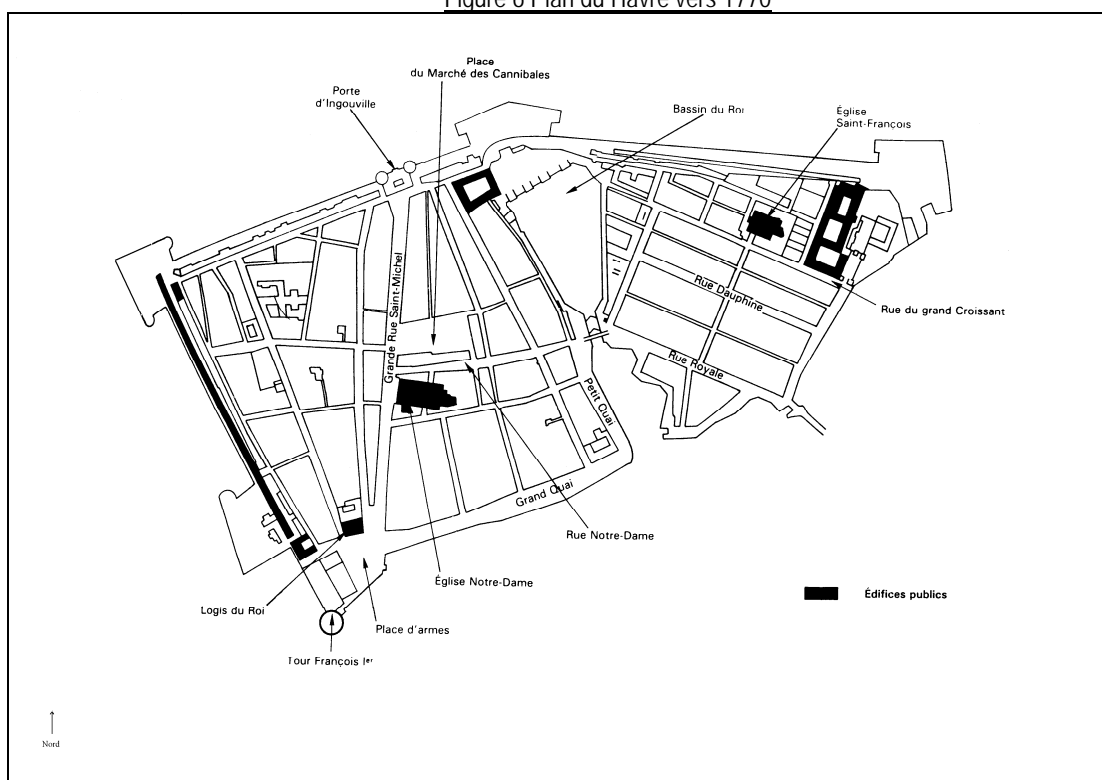 Figure 6 Plan du Havre vers 1770
Place
du Marché des Cannibales
Porte
d'Ingouville
Bassin du Roi
Église
Saint-François
Grande Rue Saint-Michel
Rue Dauphine
Rue du grand Croissant
Rue Royale
Petit Quai
Grand Quai
Rue Notre-Dame
Église Notre-Dame
Logis du Roi
Place d'armes
Tour François Ier
Édifices publics
Nord